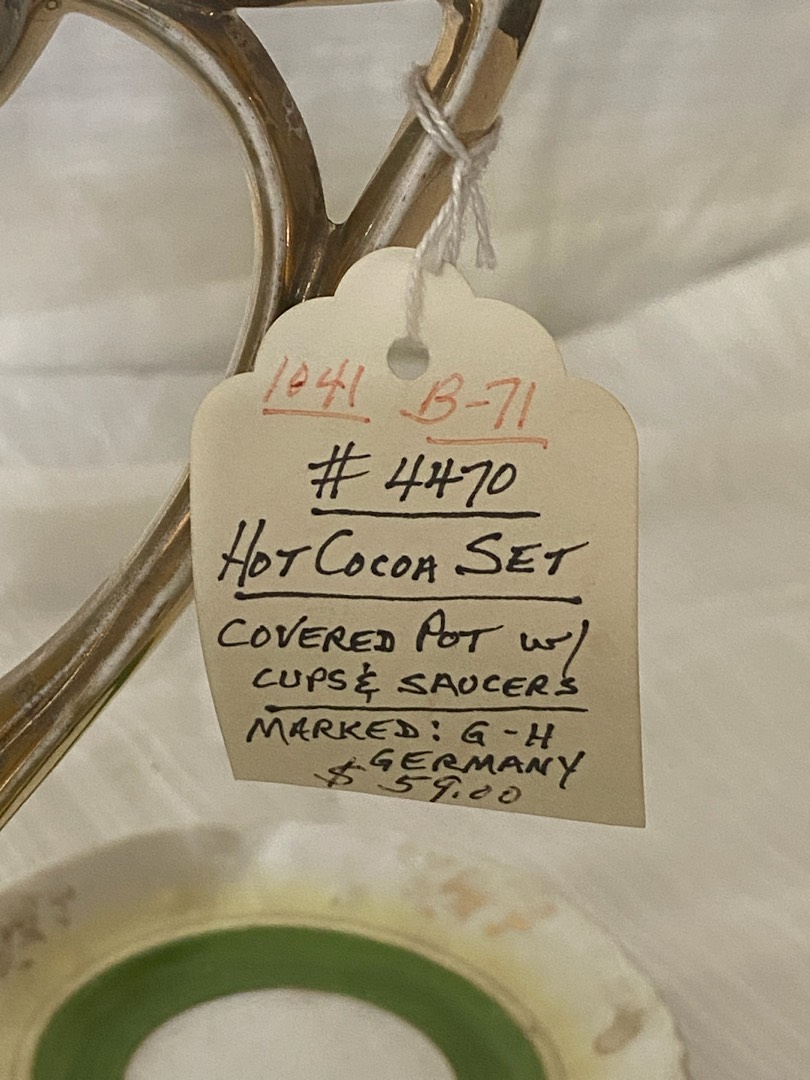 1041 B-71
# 4470
HOT COCOA SET
COVERED POT w/
CUPS & SAUCERS
MARKED: G-H
GERMANY
$ 59.00